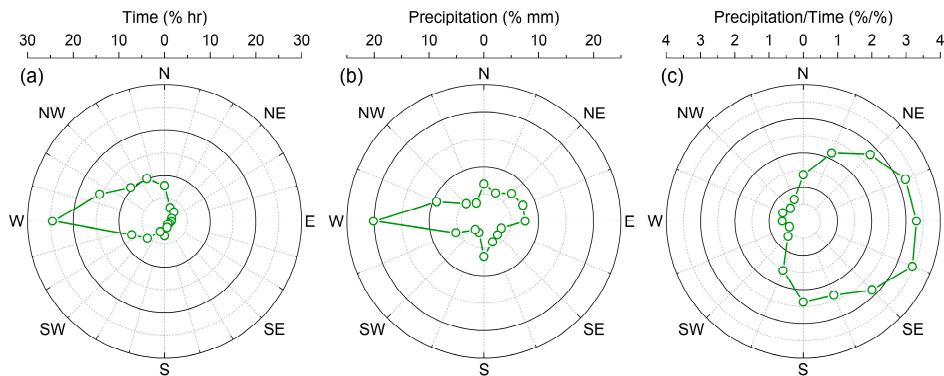 Time (% hr)
30 20 10 0 10 20 30
(a)
N
NW NE
W E
SW SE
S
Precipitation (% mm)
20 10 0 10 20
(b)
N
NW NE
W E
SW SE
S
Precipitation/Time (%/%)
4 3 2 1 0 1 2 3 4
(c)
N
NW NE
W E
SW SE
S